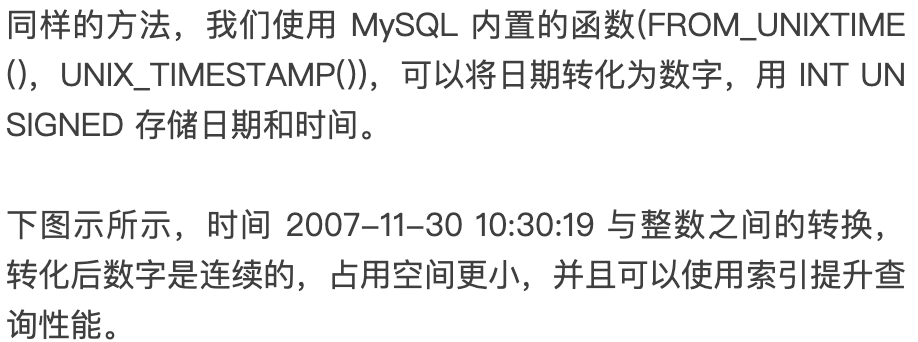 同样的方法，我们使用 MySQL 内置的函数(FROM_UNIXTIME
()，UNIX_TIMESTAMP())，可以将日期转化为数字，用 INT UN
SIGNED 存储日期和时间。
下图示所示，时间 2007–11–30 10:30:19 与整数之间的转换，
转化后数字是连续的，占用空间更小，并且可以使用索引提升查
询性能。